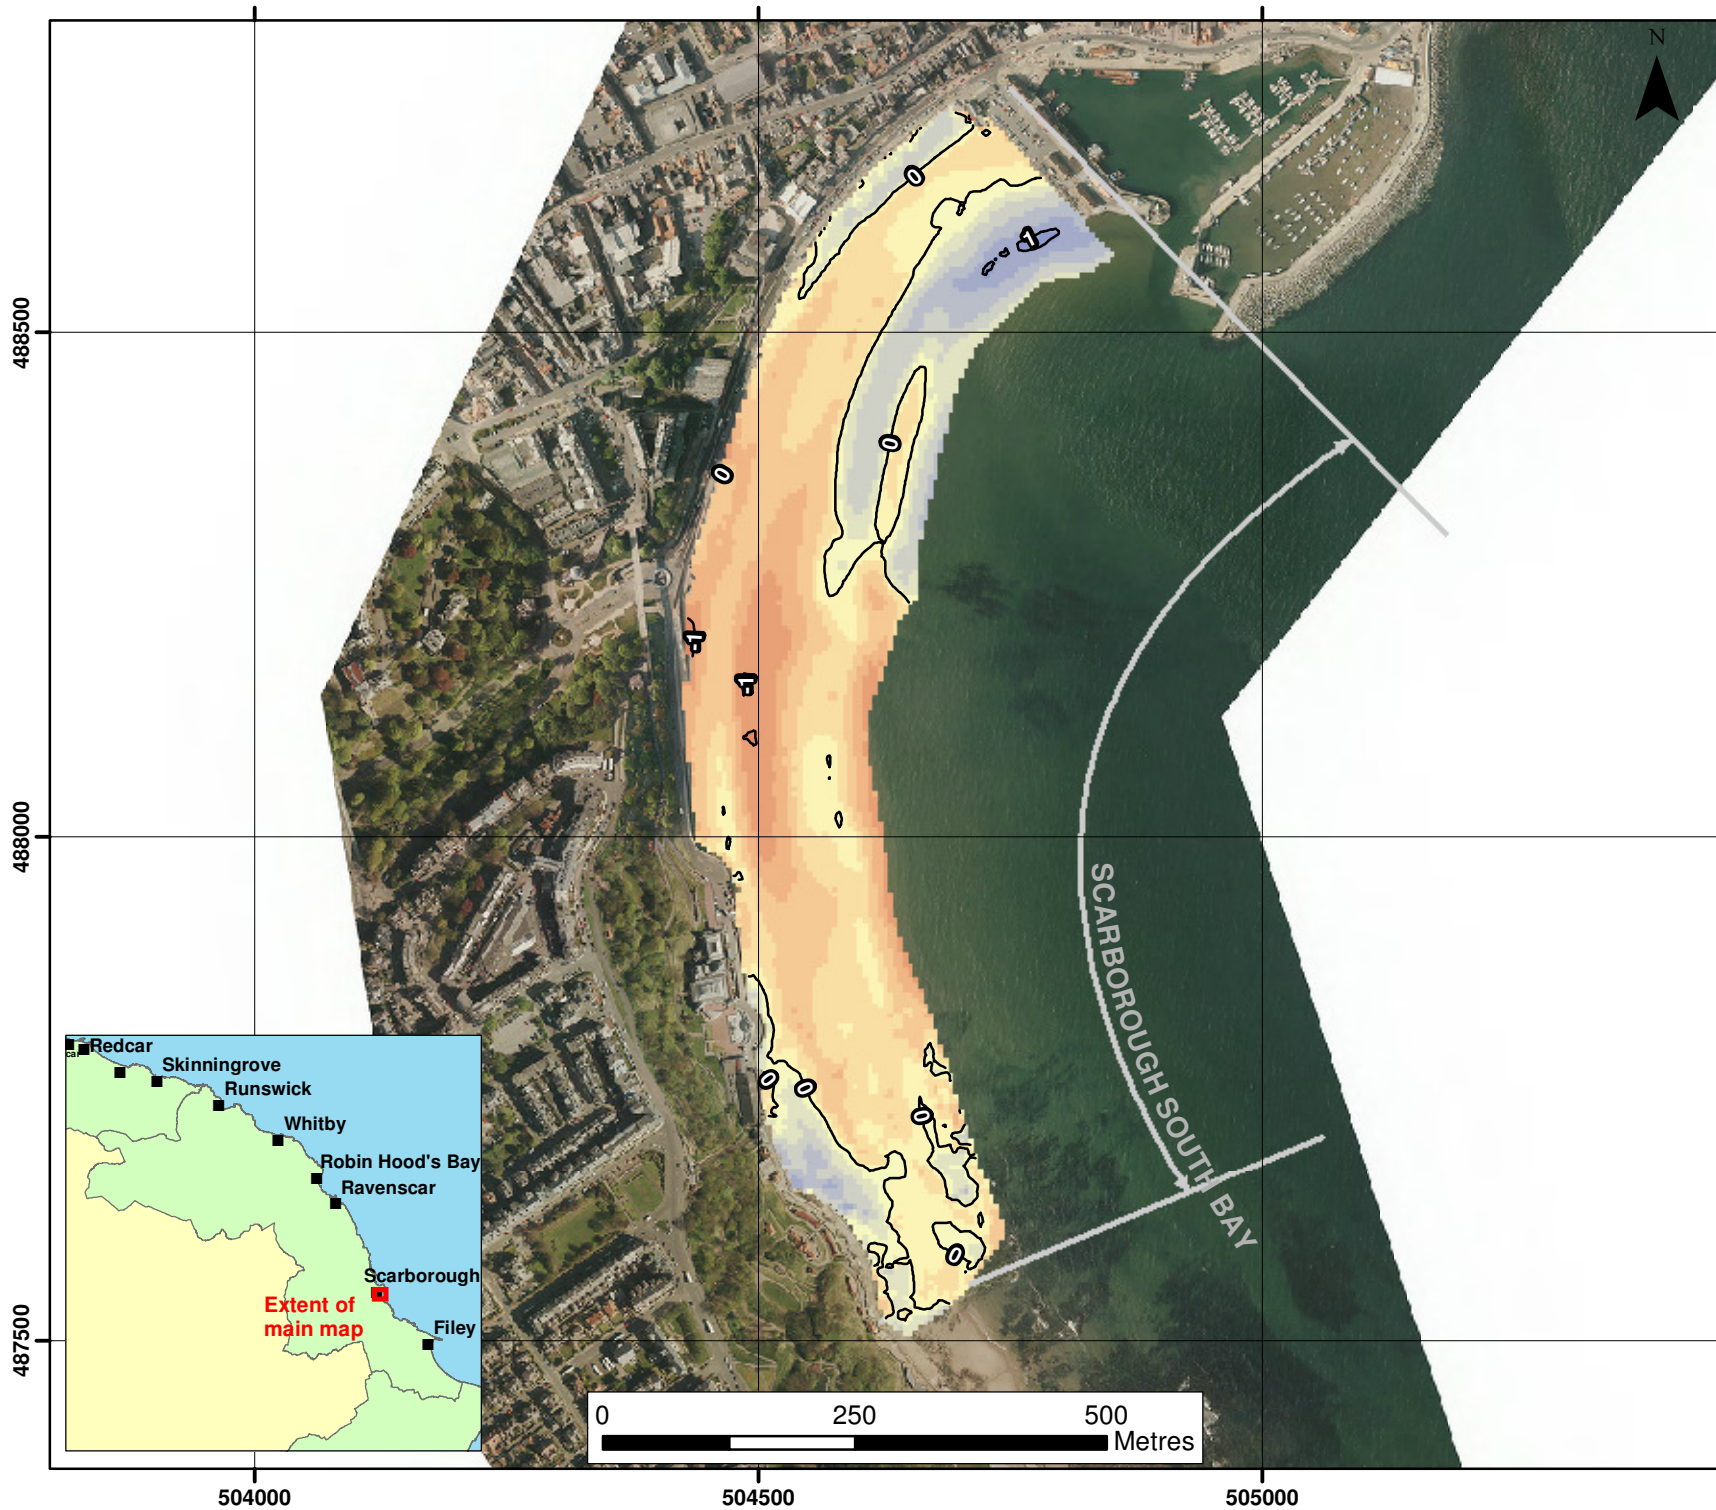 N
488500
488000
487500
0
1
0
0
-1
-1
0
0
0
0
SCARBOROUGH SOUTH BAY
car
Redcar
Skinningrove
Runswick
Whitby
Robin Hood's Bay
Ravenscar
Scarborough
Extent of
main map
Filey
0 250 500
Metres
504000 504500 505000